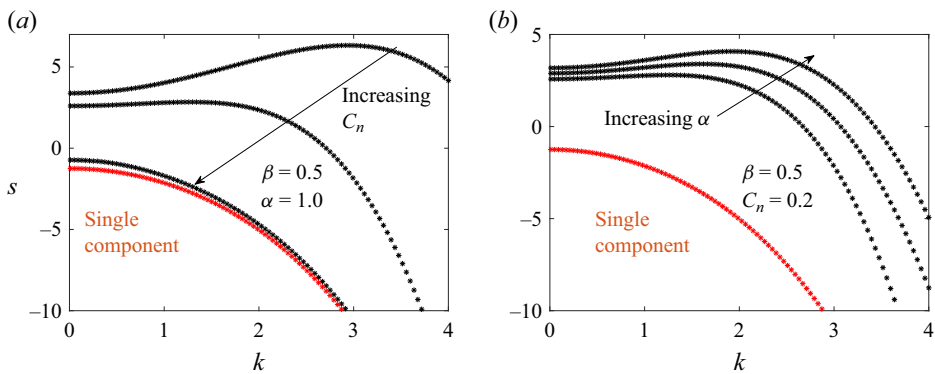 (a)
5
0
–5
–10
s
0
1
2
3
4
k
Increasing
Cn
β = 0.5
α = 1.0
Single
component
(b)
5
0
–5
–10
0
1
2
3
4
k
Increasing α
β = 0.5
Cn = 0.2
Single
component